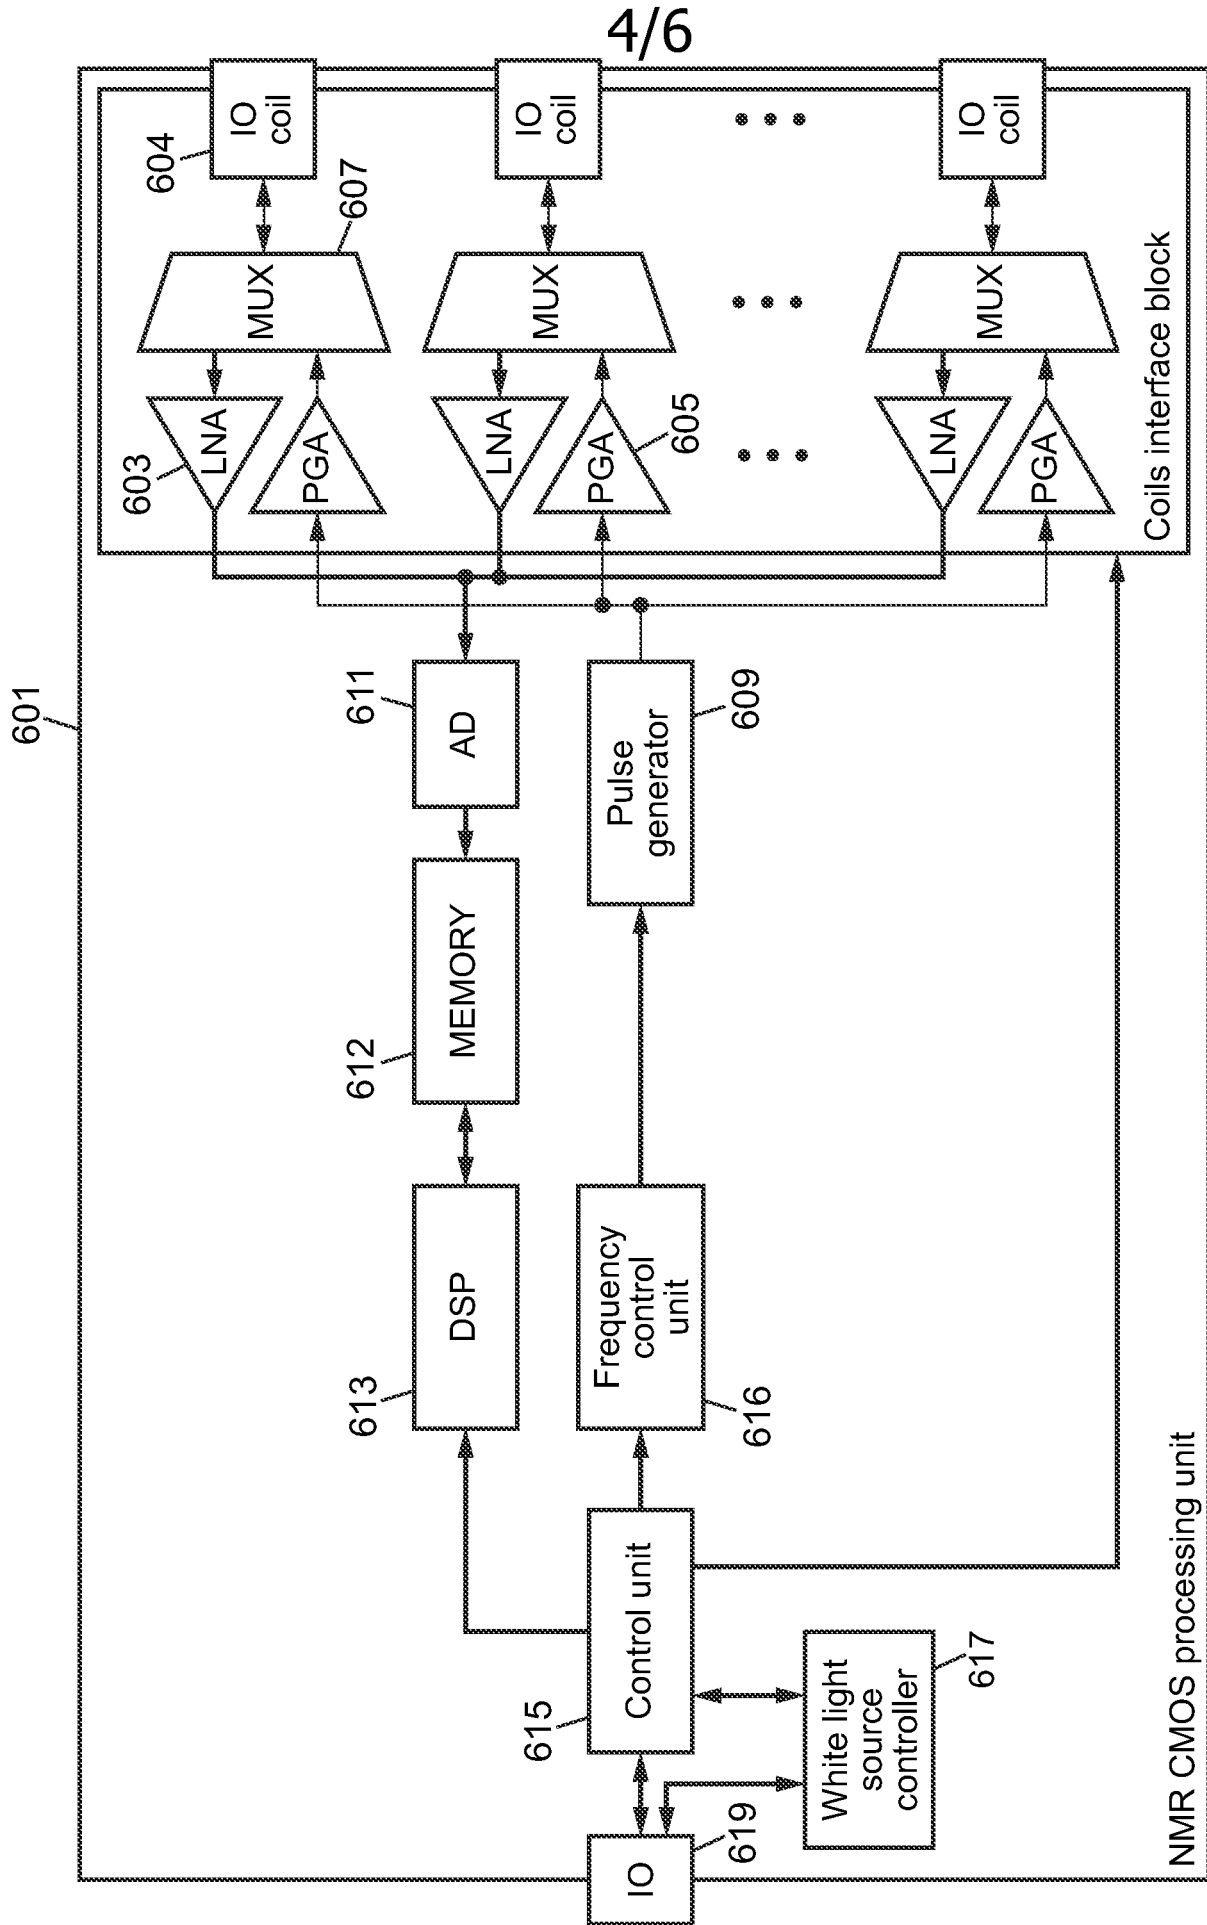 4/6
601
604
IO
coil
IO
coil
IO
coil
607
MUX
MUX
MUX
603
LNA
PGA
LNA
PGA
605
LNA
PGA
Coils interface block
611
AD
Pulse
generator
609
612
MEMORY
613
DSP
Frequency
control
unit
616
615
Control unit
White light
source
controller
617
IO
619
NMR CMOS processing unit